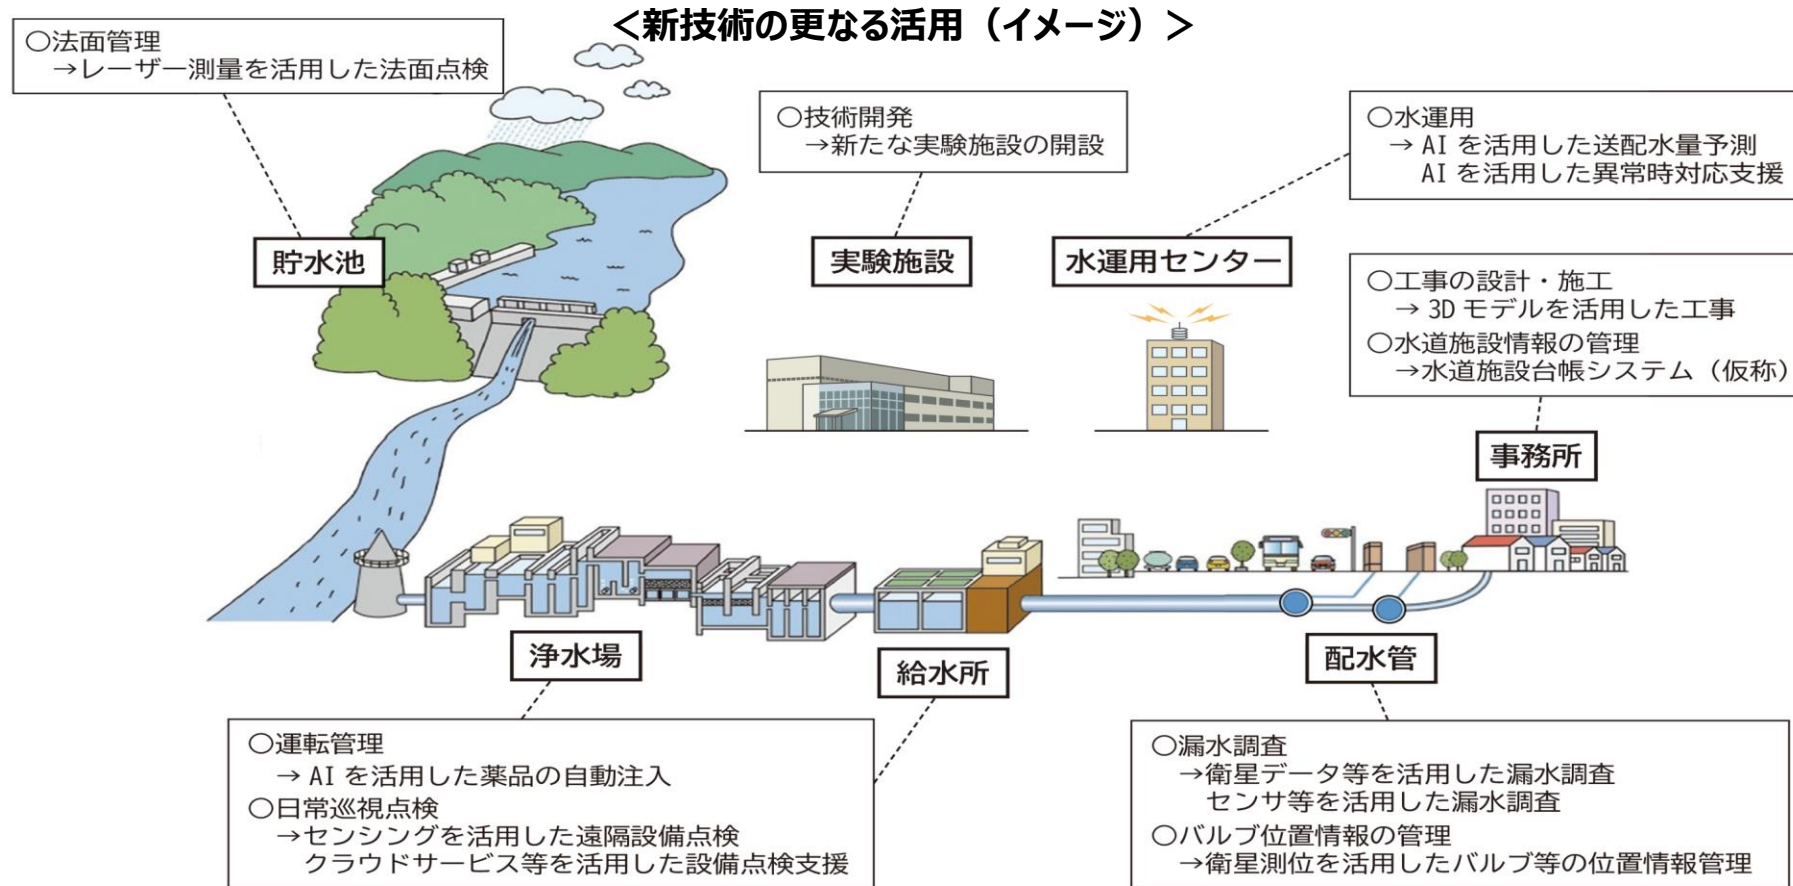 ＜新技術の更なる活用（イメージ）＞
○法面管理
→レーザー測量を活用した法面点検
○技術開発
→新たな実験施設の開設
○水運用
→ AI を活用した送配水量予測
AI を活用した異常時対応支援
貯水池
実験施設
水運用センター
○工事の設計・施工
→ 3D モデルを活用した工事
○水道施設情報の管理
→水道施設台帳システム（仮称）
事務所
浄水場
給水所
配水管
○運転管理
→ AI を活用した薬品の自動注入
○日常巡視点検
→センシングを活用した遠隔設備点検
クラウドサービス等を活用した設備点検支援
○漏水調査
→衛星データ等を活用した漏水調査
センサ等を活用した漏水調査
○バルブ位置情報の管理
→衛星測位を活用したバルブ等の位置情報管理